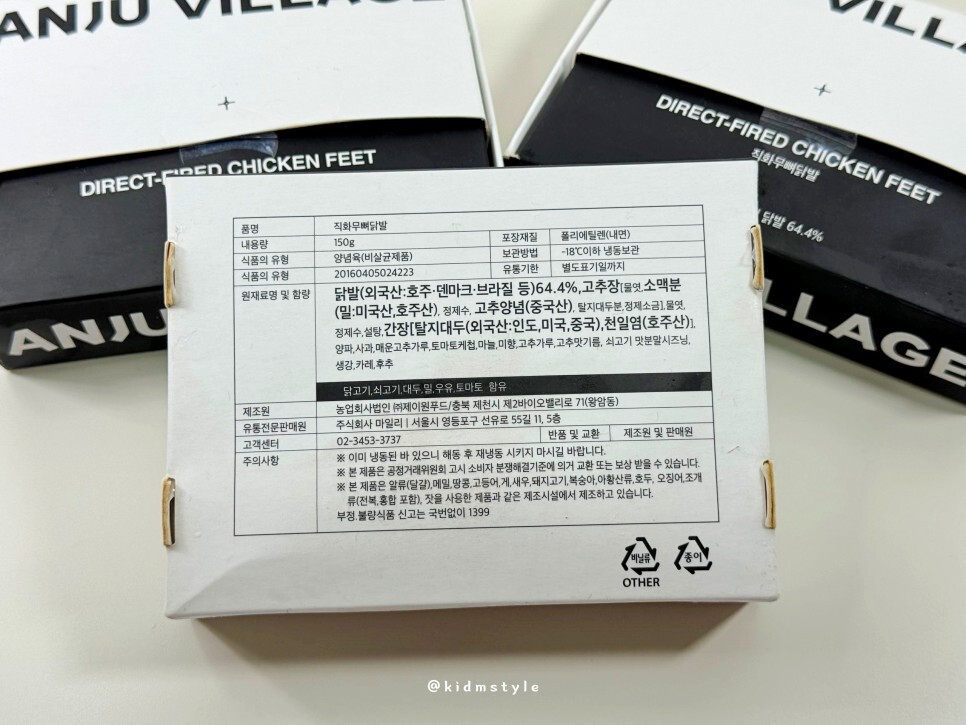 ANJU VILLAGE
VILLA
DIRECT-FIRED CHICKEN FEET
DIRECT-FIRED CHICKEN FEET
직화무뼈닭발
닭발 64.4%
ANJU
LLAGE
품명 직화무뼈닭발
내용량 150g 포장재질 폴리에틸렌(내면)
식품의 유형 양념육(비살균제품) 보관방법 -18℃이하 냉동보관
식품의 유형 20160405024223 유통기한 별도표기일까지
원재료명 및 함량 닭발(외국산:호주·덴마크·브라질 등)64.4%,고추장[물엿,소맥분
(밀:미국산,호주산), 정제수, 고추양념(중국산), 탈지대두분,정제소금],물엿,
정제수,설탕,간장[탈지대두(외국산:인도,미국,중국),천일염(호주산)],
양파,사과,매운고추가루,토마토케첩,마늘,미향,고추가루,고추맛기름, 쇠고기 맛분말시즈닝,
생강,카레,후추
닭고기,쇠고기,대두,밀,우유,토마토 함유
제조원 농업회사법인 ㈜제이원푸드/충북 제천시 제2바이오밸리로 71(왕암동)
유통전문판매원 주식회사 마일리 | 서울시 영등포구 선유로 55길 11, 5층
고객센터 02-3453-3737 반품 및 교환 제조원 및 판매원
주의사항 ※ 이미 냉동된 바 있으니 해동 후 재냉동 시키지 마시길 바랍니다.
※ 본 제품은 공정거래위원회 고시 소비자 분쟁해결기준에 의거 교환 또는 보상 받을 수 있습니다.
※ 본 제품은 알류(달걀),메밀,땅콩,고등어,게,새우,돼지고기,복숭아,아황산류,호두, 오징어,조개
류(전복,홍합 포함), 잣을 사용한 제품과 같은 제조시설에서 제조하고 있습니다.
부정.불량식품 신고는 국번없이 1399
비닐류
종이
OTHER
@kidmstyle